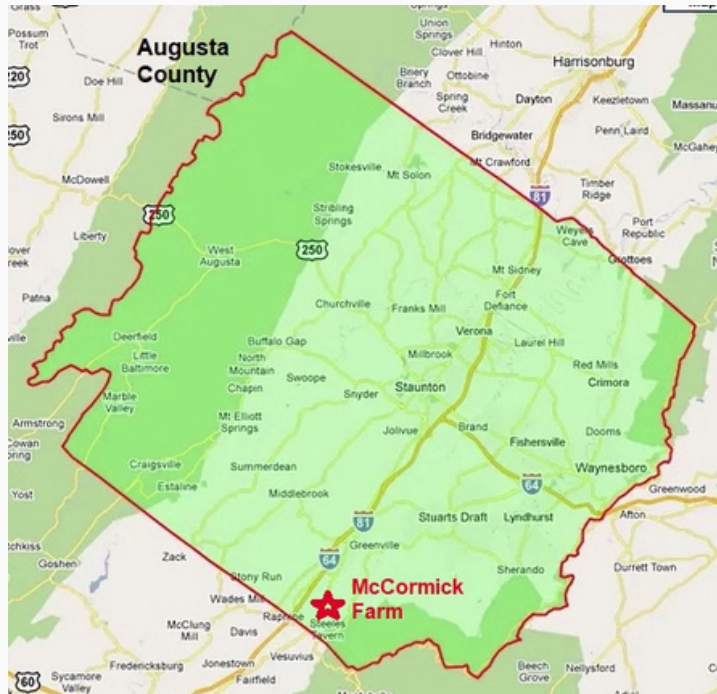 Grass
Possum
Trot
220
Doe Hill
Sirons Mill
250
McDowell
250
Liberty
Patna
Augusta
County
Union
Springs
Clover Hill
Hinton
Harrisonburg
Briery
Branch
Ottobine
Spring
Creek
Dayton
Keezletown
Massanu
Bridgewater
Penn Laird
McGahey
Mt Crawford
Stokesville
Mt Solon
81
Timber
Ridge
Port
Republic
Stribling
Springs
250
Weyers
Cave
Grottoes
West
Augusta
Mt Sidney
Fort
Defiance
Churchville
Franks Mill
Verona
Laurel Hill
Deerfield
Little
Baltimore
Buffalo Gap
North
Mountain
Chapin
Swoope
Millbrook
Red Mills
Crimora
Staunton
Snyder
Marble
Valley
Armstrong
Cowan
Mt Elliott
Springs
Jolivue
Brand
Dooms
Fishersville
Waynesboro
Craigsville
Estaline
Summerdean
Middlebrook
64
Greenwood
Yost
81
Stuarts Draft
Lyndhurst
Afton
Goshen
Zack
Greenville
64
Stony Run
Sherando
Durrett Town
Wades Mill
McCormick
Farm
Raphine
Steeles
Tavern
McClung
Mill
Davis
Vesuvius
Fredericksburg
Jonestown
Fairfield
Sycamore
Valley
60
Beech
Grove
Nellysford